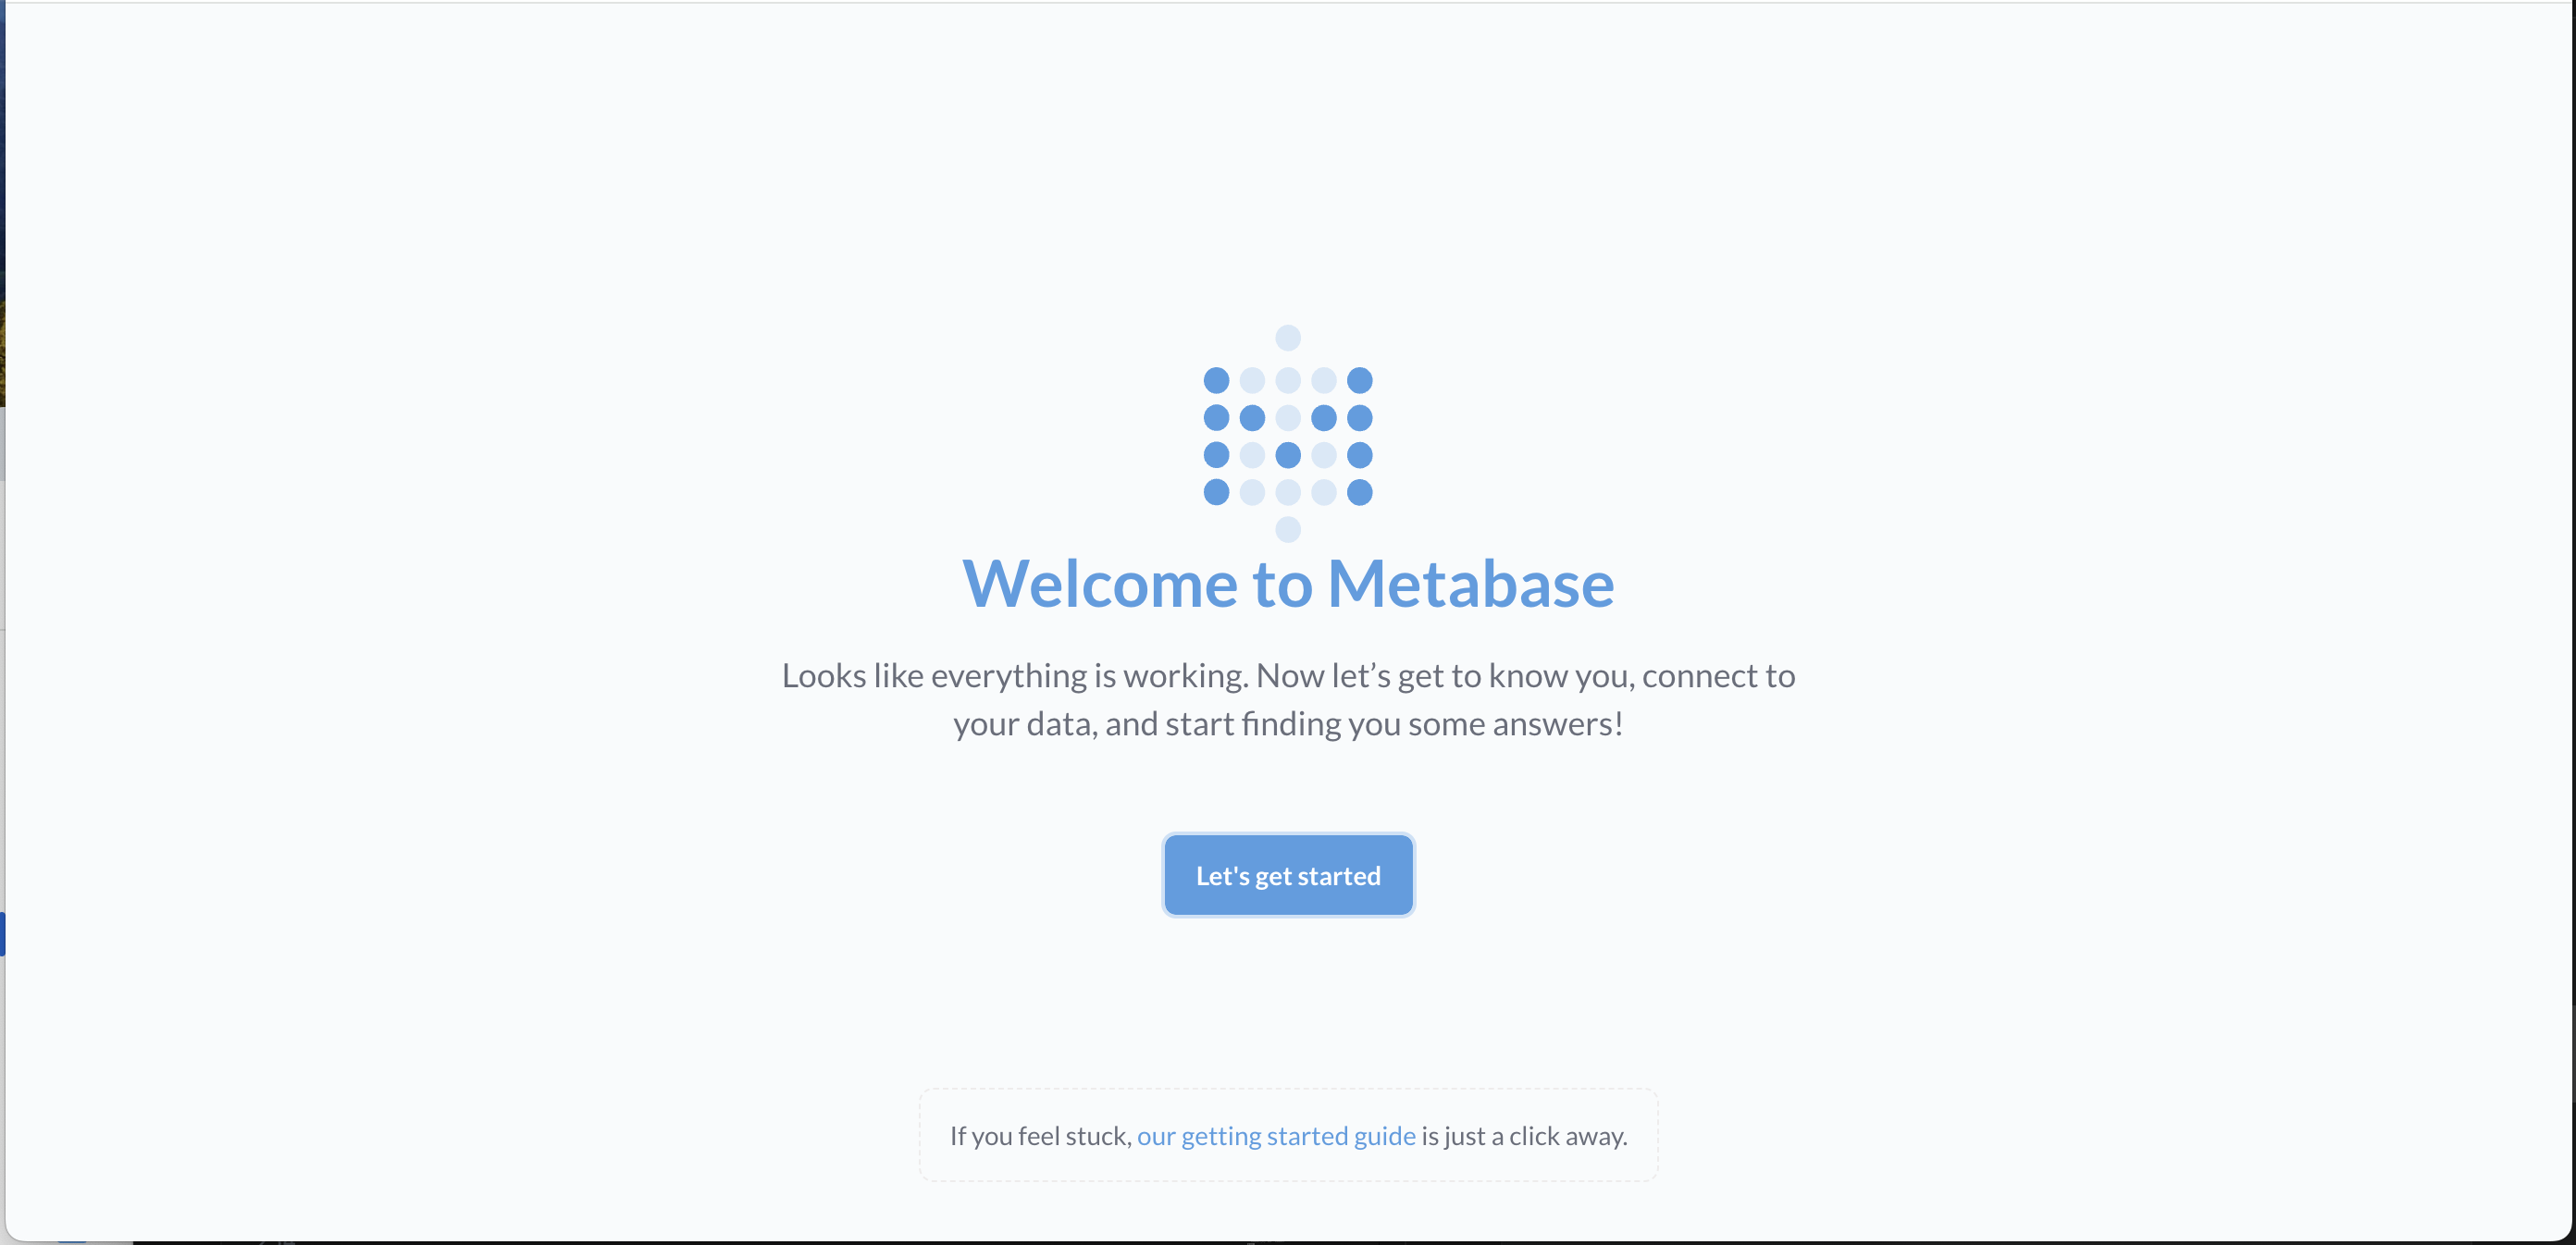 Welcome to Metabase
Looks like everything is working. Now let’s get to know you, connect to
your data, and start finding you some answers!
Let's get started
If you feel stuck, our getting started guide is just a click away.